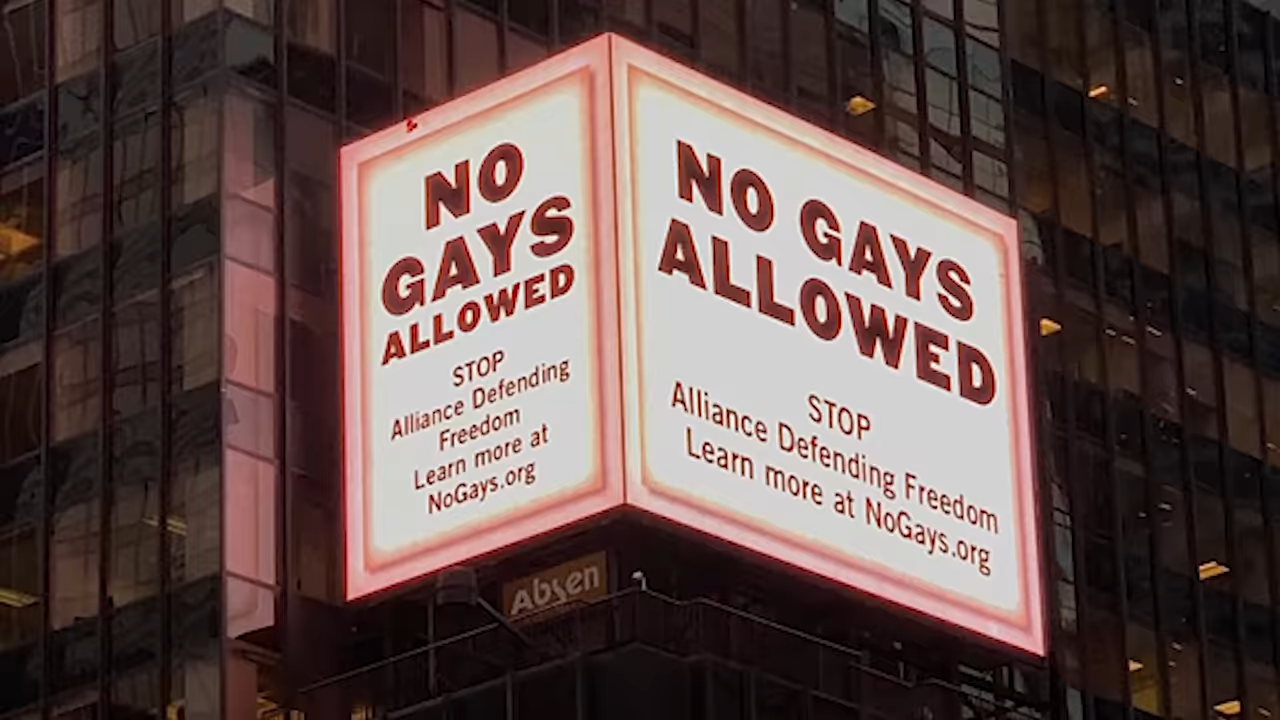 NO
GAYS
ALLOWED
STOP
Alliance Defending
Freedom
Learn more at
NoGays.org
NO GAYS
ALLOWED
STOP
Alliance Defending Freedom
Learn more at NoGays.org
Absen